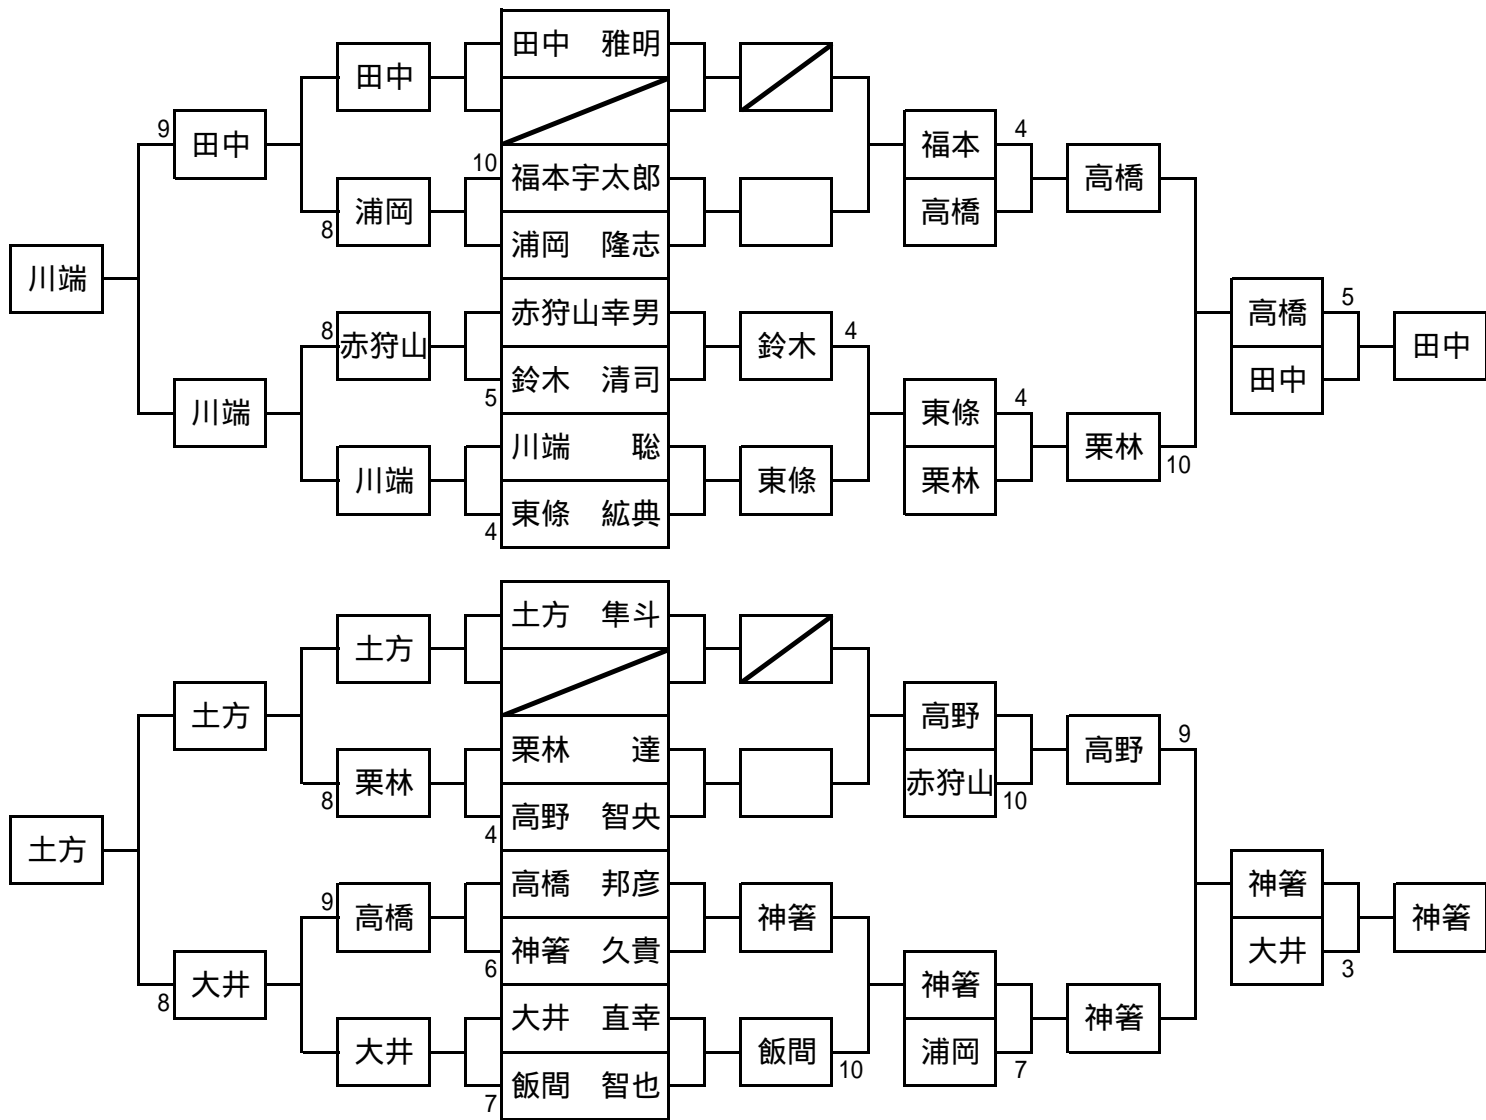 田中　雅明
田中
9
田中
福本
4
10
福本宇太郎
高橋
浦岡
8
高橋
浦岡　隆志
川端
赤狩山幸男
高橋
5
8
赤狩山
鈴木
4
田中
鈴木　清司
5
田中
川端
東條
4
川端　　聡
栗林
10
川端
東條
栗林
東條　絋典
4
土方　隼斗
土方
土方
高野
9
栗林　　達
高野
栗林
8
赤狩山
10
高野　智央
4
土方
高橋　邦彦
神箸
9
高橋
神箸
神箸
神箸　久貴
6
大井
3
大井
8
神箸
大井　直幸
神箸
大井
飯間
10
浦岡
7
飯間　智也
7